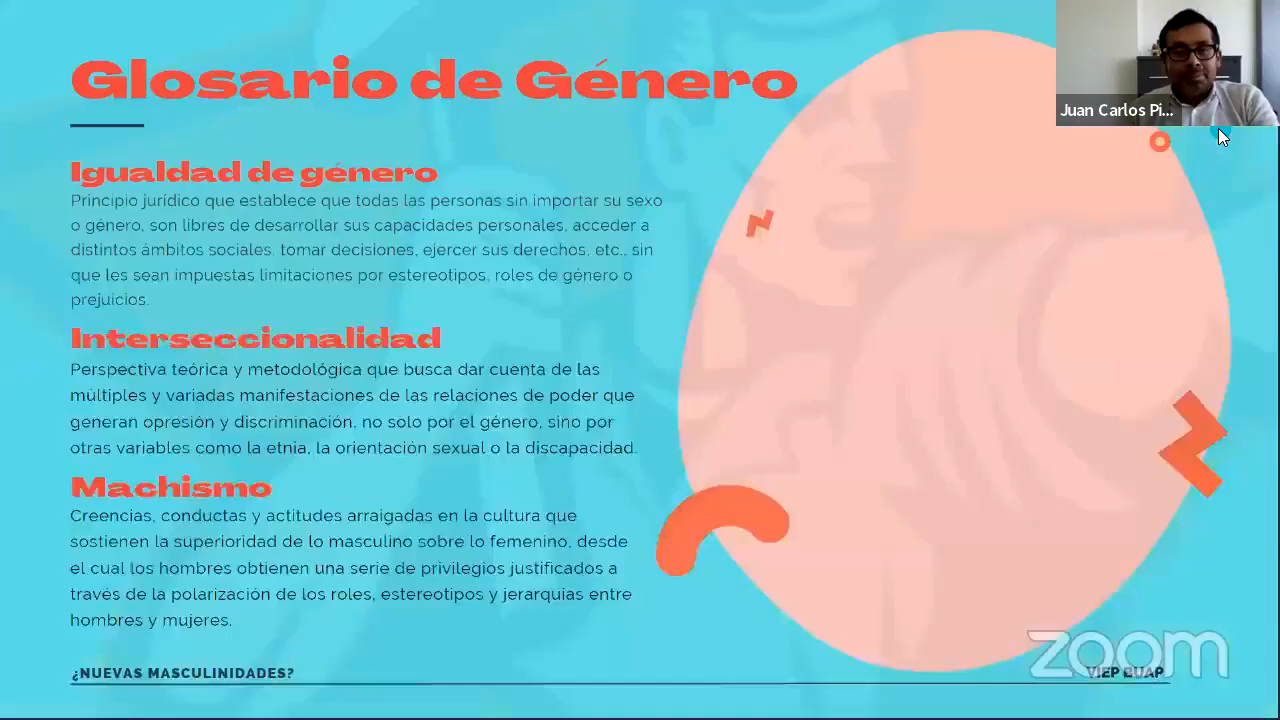 Glosario de Género
Igualdad de género
Principio jurídico que establece que todas las personas sin importar su sexo
o género, son libres de desarrollar sus capacidades personales, acceder a
distintos ámbitos sociales, tomar decisiones, ejercer sus derechos, etc., sin
que les sean impuestas limitaciones por estereotipos, roles de género o
prejuicios.
Interseccionalidad
Perspectiva teórica y metodológica que busca dar cuenta de las
múltiples y variadas manifestaciones de las relaciones de poder que
generan opresión y discriminación, no solo por el género, sino por
otras variables como la etnia, la orientación sexual o la discapacidad.
Machismo
Creencias, conductas y actitudes arraigadas en la cultura que
sostienen la superioridad de lo masculino sobre lo femenino, desde
el cual los hombres obtienen una serie de privilegios justificados a
través de la polarización de los roles, estereotipos y jerarquías entre
hombres y mujeres.
¿NUEVAS MASCULINIDADES?
VIEP BUAP
Juan Carlos Pi...
zoom